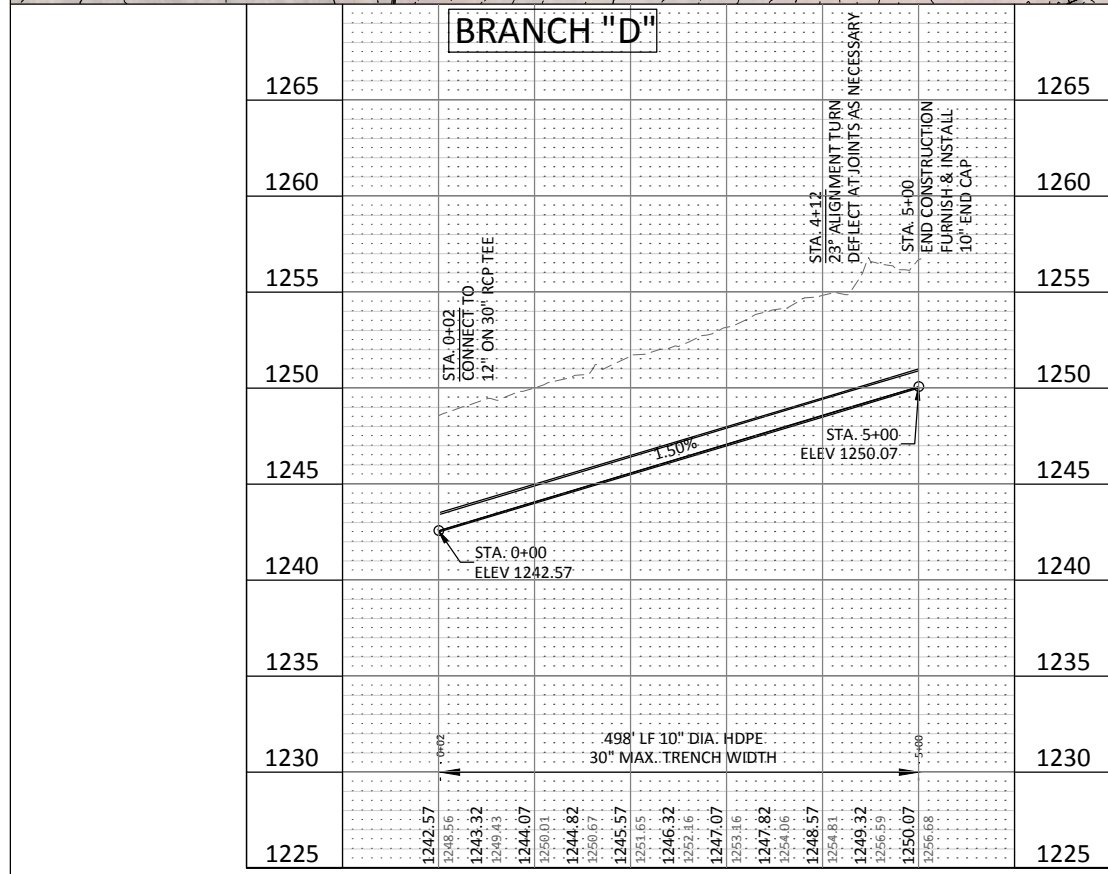 BRANCH "D"
1265
1260
1255
1250
1245
1240
1235
1230
1225
1265
1260
1255
1250
1245
1240
1235
1230
1225
STA. 0+02
CONNECT TO
12" ON 30" RCP TEE
STA. 4+12
23° ALIGNMENT TURN
DEFLECT AT JOINTS AS NECESSARY
STA. 5+00
END CONSTRUCTION
FURNISH & INSTALL
10" END CAP
1.50%
STA. 5+00
ELEV 1250.07
STA. 0+00
ELEV 1242.57
0+02
498' LF 10" DIA. HDPE
30" MAX. TRENCH WIDTH
5+00
1242.57
1248.56
1243.32
1249.43
1244.07
1250.01
1244.82
1250.67
1245.57
1251.65
1246.32
1252.16
1247.07
1253.16
1247.82
1254.06
1248.57
1254.81
1249.32
1256.59
1250.07
1256.68